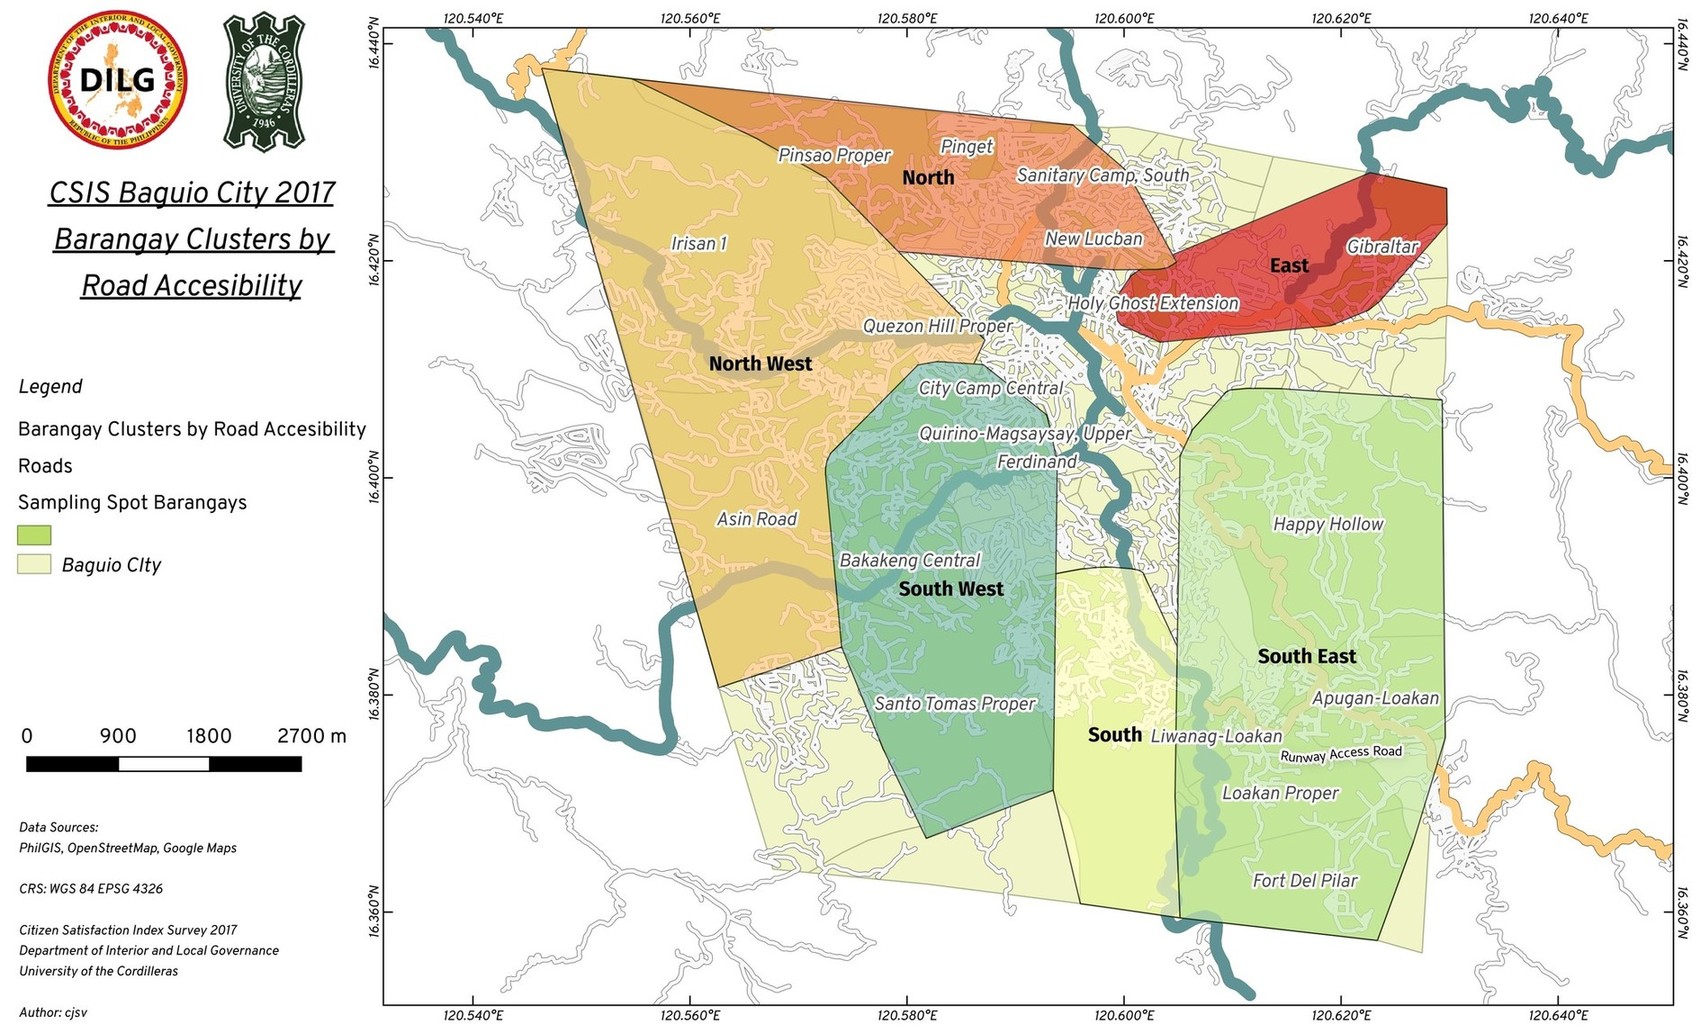 DEPARTMENT OF THE INTERIOR AND LOCAL GOVERNMENT
DILG
REPUBLIC OF THE PHILIPPINES
UNIVERSITY OF THE CORDILLERAS
1946
CSIS Baguio City 2017
Barangay Clusters by
Road Accesibility
Legend
Barangay Clusters by Road Accesibility
Roads
Sampling Spot Barangays
Baguio CIty
0 900 1800 2700 m
Data Sources:
PhilGIS, OpenStreetMap, Google Maps
CRS: WGS 84 EPSG 4326
Citizen Satisfaction Index Survey 2017
Department of Interior and Local Governance
University of the Cordilleras
Author: cjsv
120.540°E 120.560°E 120.580°E 120.600°E 120.620°E 120.640°E
16.440°N 16.440°N
16.420°N 16.420°N
16.400°N 16.400°N
16.380°N 16.380°N
16.360°N 16.360°N
Pinget
Pinsao Proper
North
Sanitary Camp, South
Irisan 1
New Lucban
Gibraltar
East
Holy Ghost Extension
Quezon Hill Proper
North West
City Camp Central
Quirino-Magsaysay, Upper
Ferdinand
Asin Road
Happy Hollow
Bakakeng Central
South West
South East
Santo Tomas Proper
Apugan-Loakan
South
Liwanag-Loakan
Runway Access Road
Loakan Proper
Fort Del Pilar
120.540°E 120.560°E 120.580°E 120.600°E 120.620°E 120.640°E